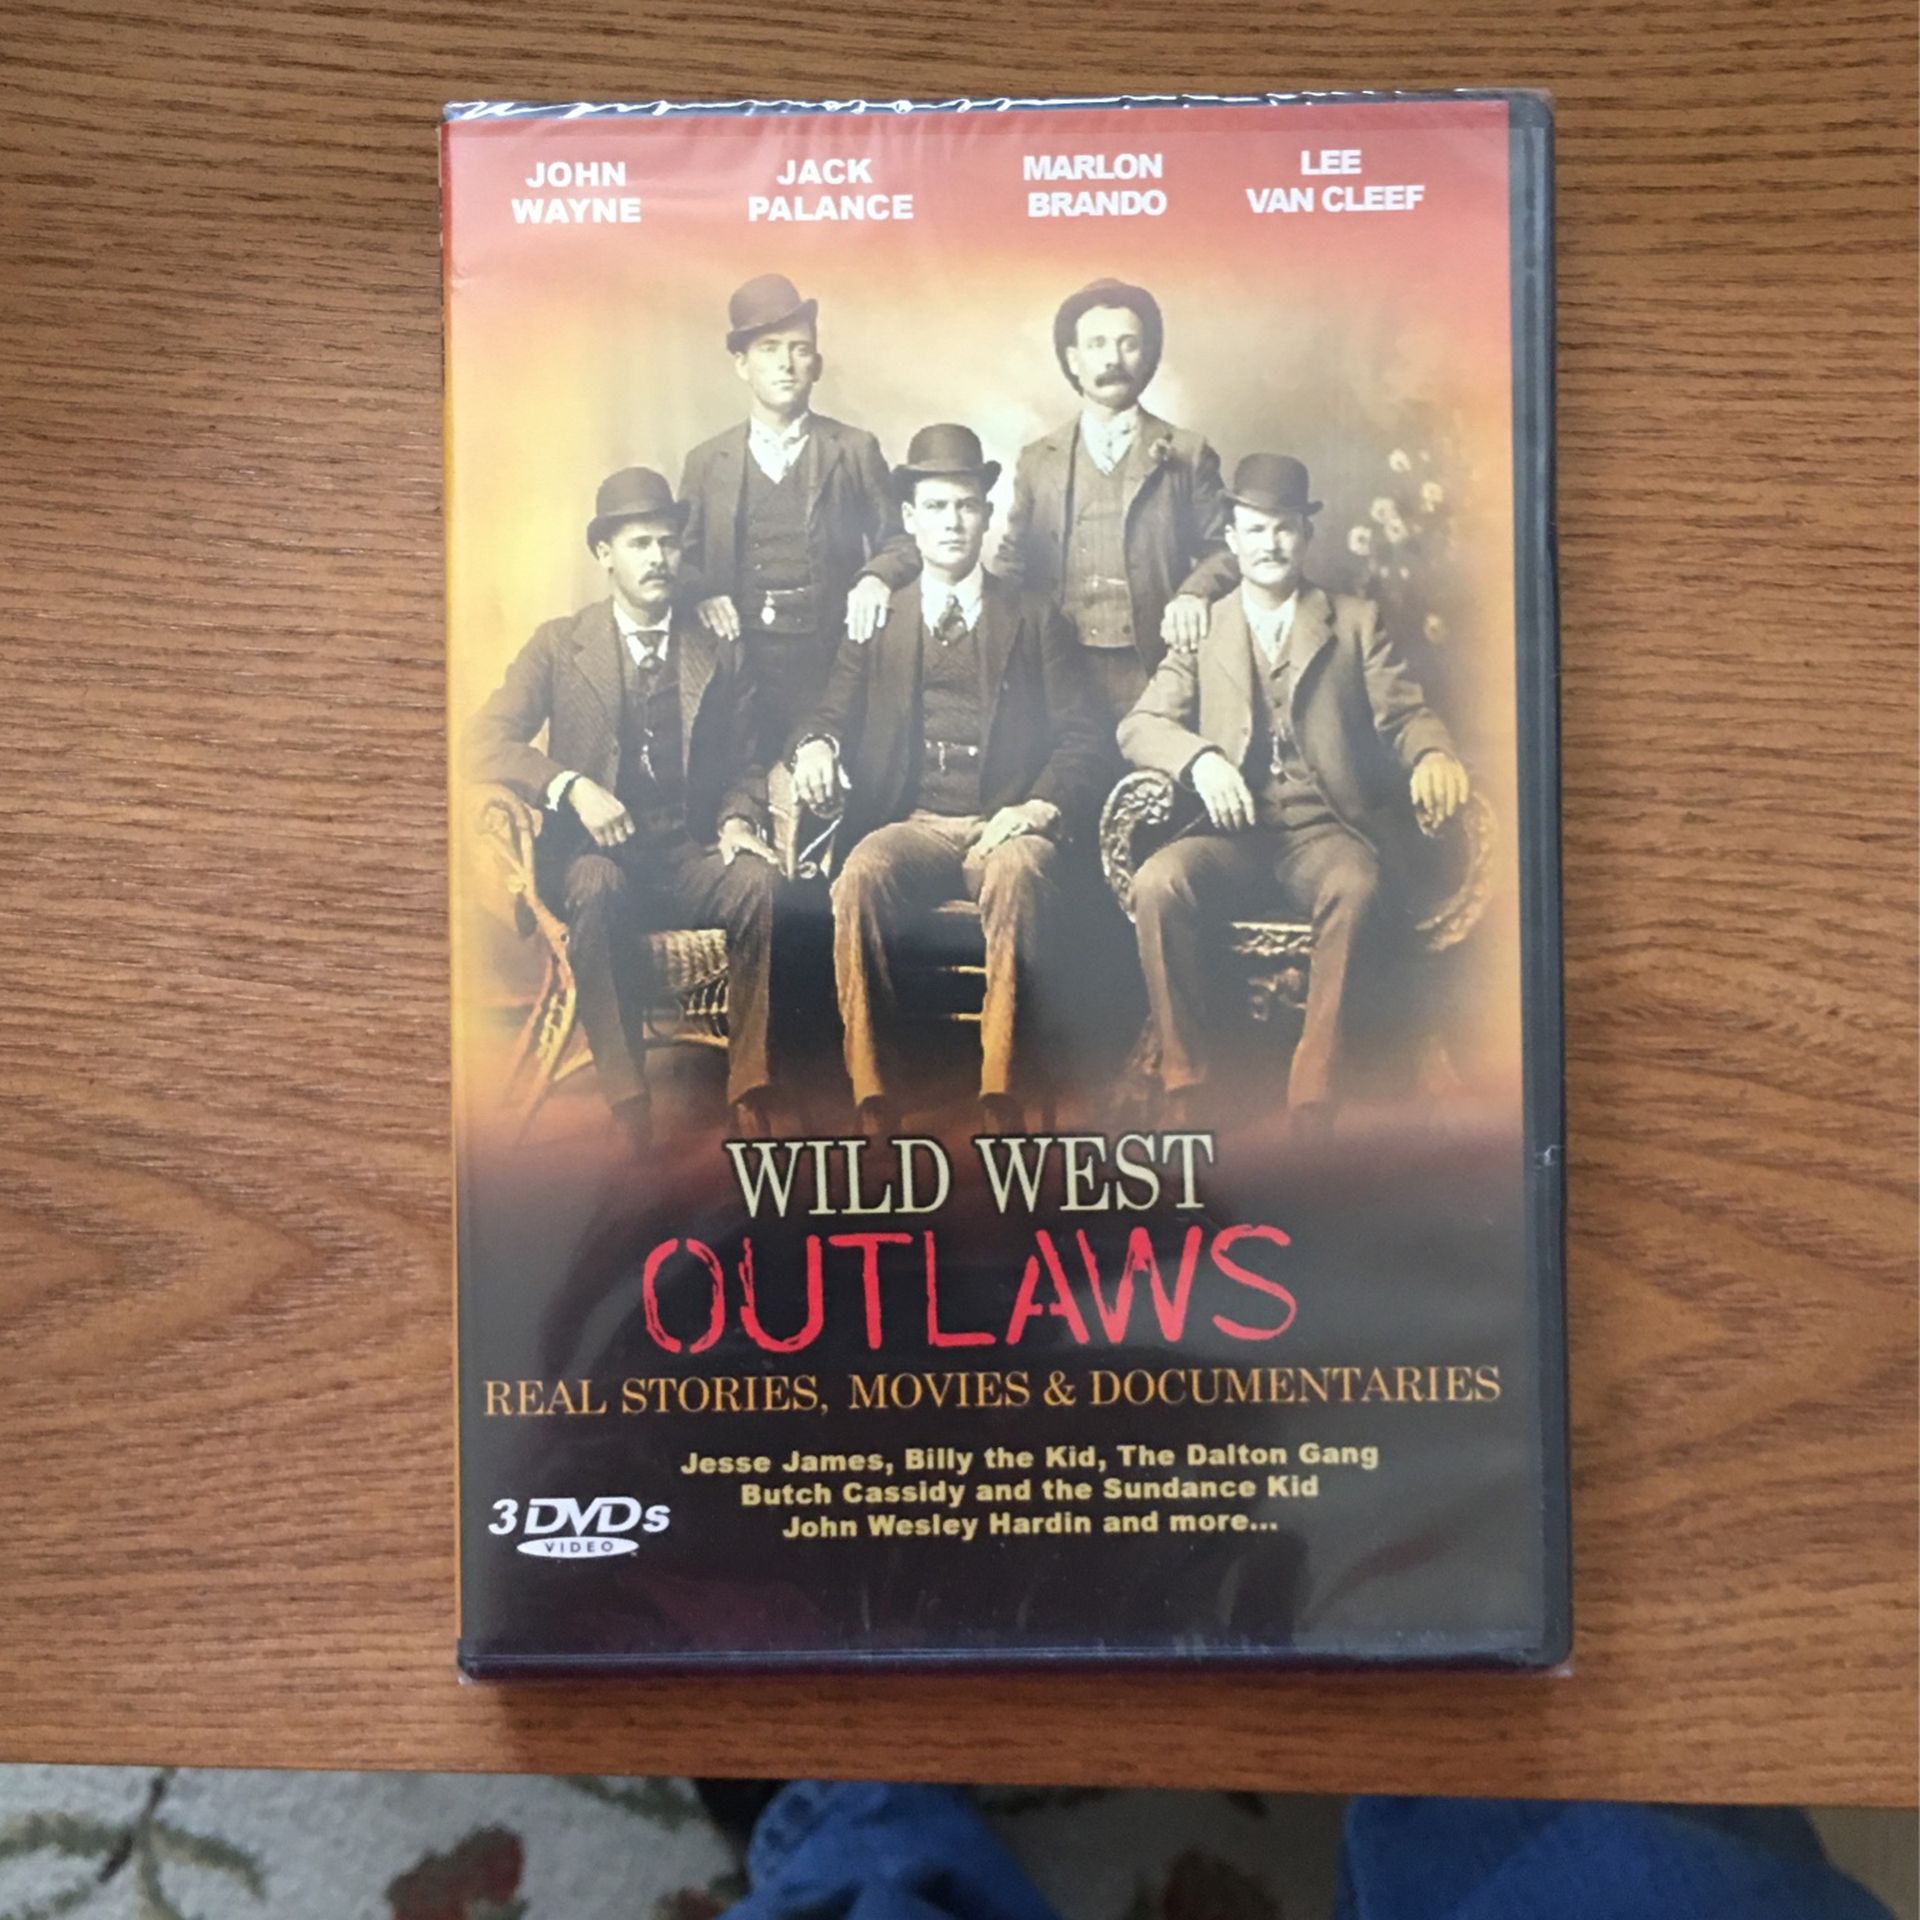 JOHN WAYNE
JACK PALANCE
MARLON BRANDO
LEE VAN CLEEF
WILD WEST
OUTLAWS
REAL STORIES, MOVIES & DOCUMENTARIES
Jesse James, Billy the Kid, The Dalton Gang
Butch Cassidy and the Sundance Kid
John Wesley Hardin and more...
3 DVDs
VIDEO